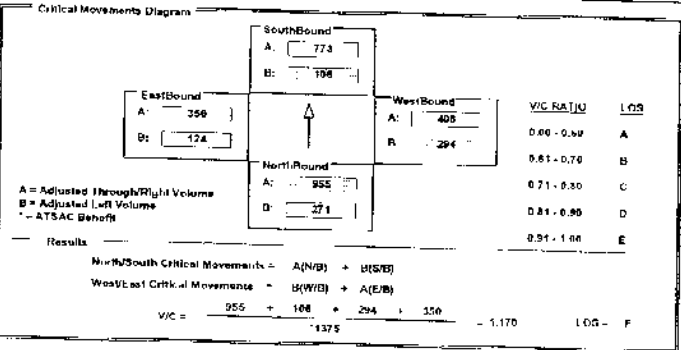 Critical Movements Diagram
SouthBound
A: 773
B: 106
EastBound
A: 350
B: 124
WestBound
A: 406
B 294
NorthBound
A: 955
B: 271
V/C RATIO LOS
0.00 - 0.60 A
0.61 - 0.70 B
0.71 - 0.80 C
0.81 - 0.90 D
0.91 - 1.00 E
A = Adjusted Through/Right Volume
B = Adjusted Left Volume
* = ATSAC Benefit
Results
North/South Critical Movements = A(N/B) + B(S/B)
West/East Critical Movements = B(W/B) + A(E/B)
V/C = 955 + 106 + 294 + 350
*1375
= 1.170 LOS = F